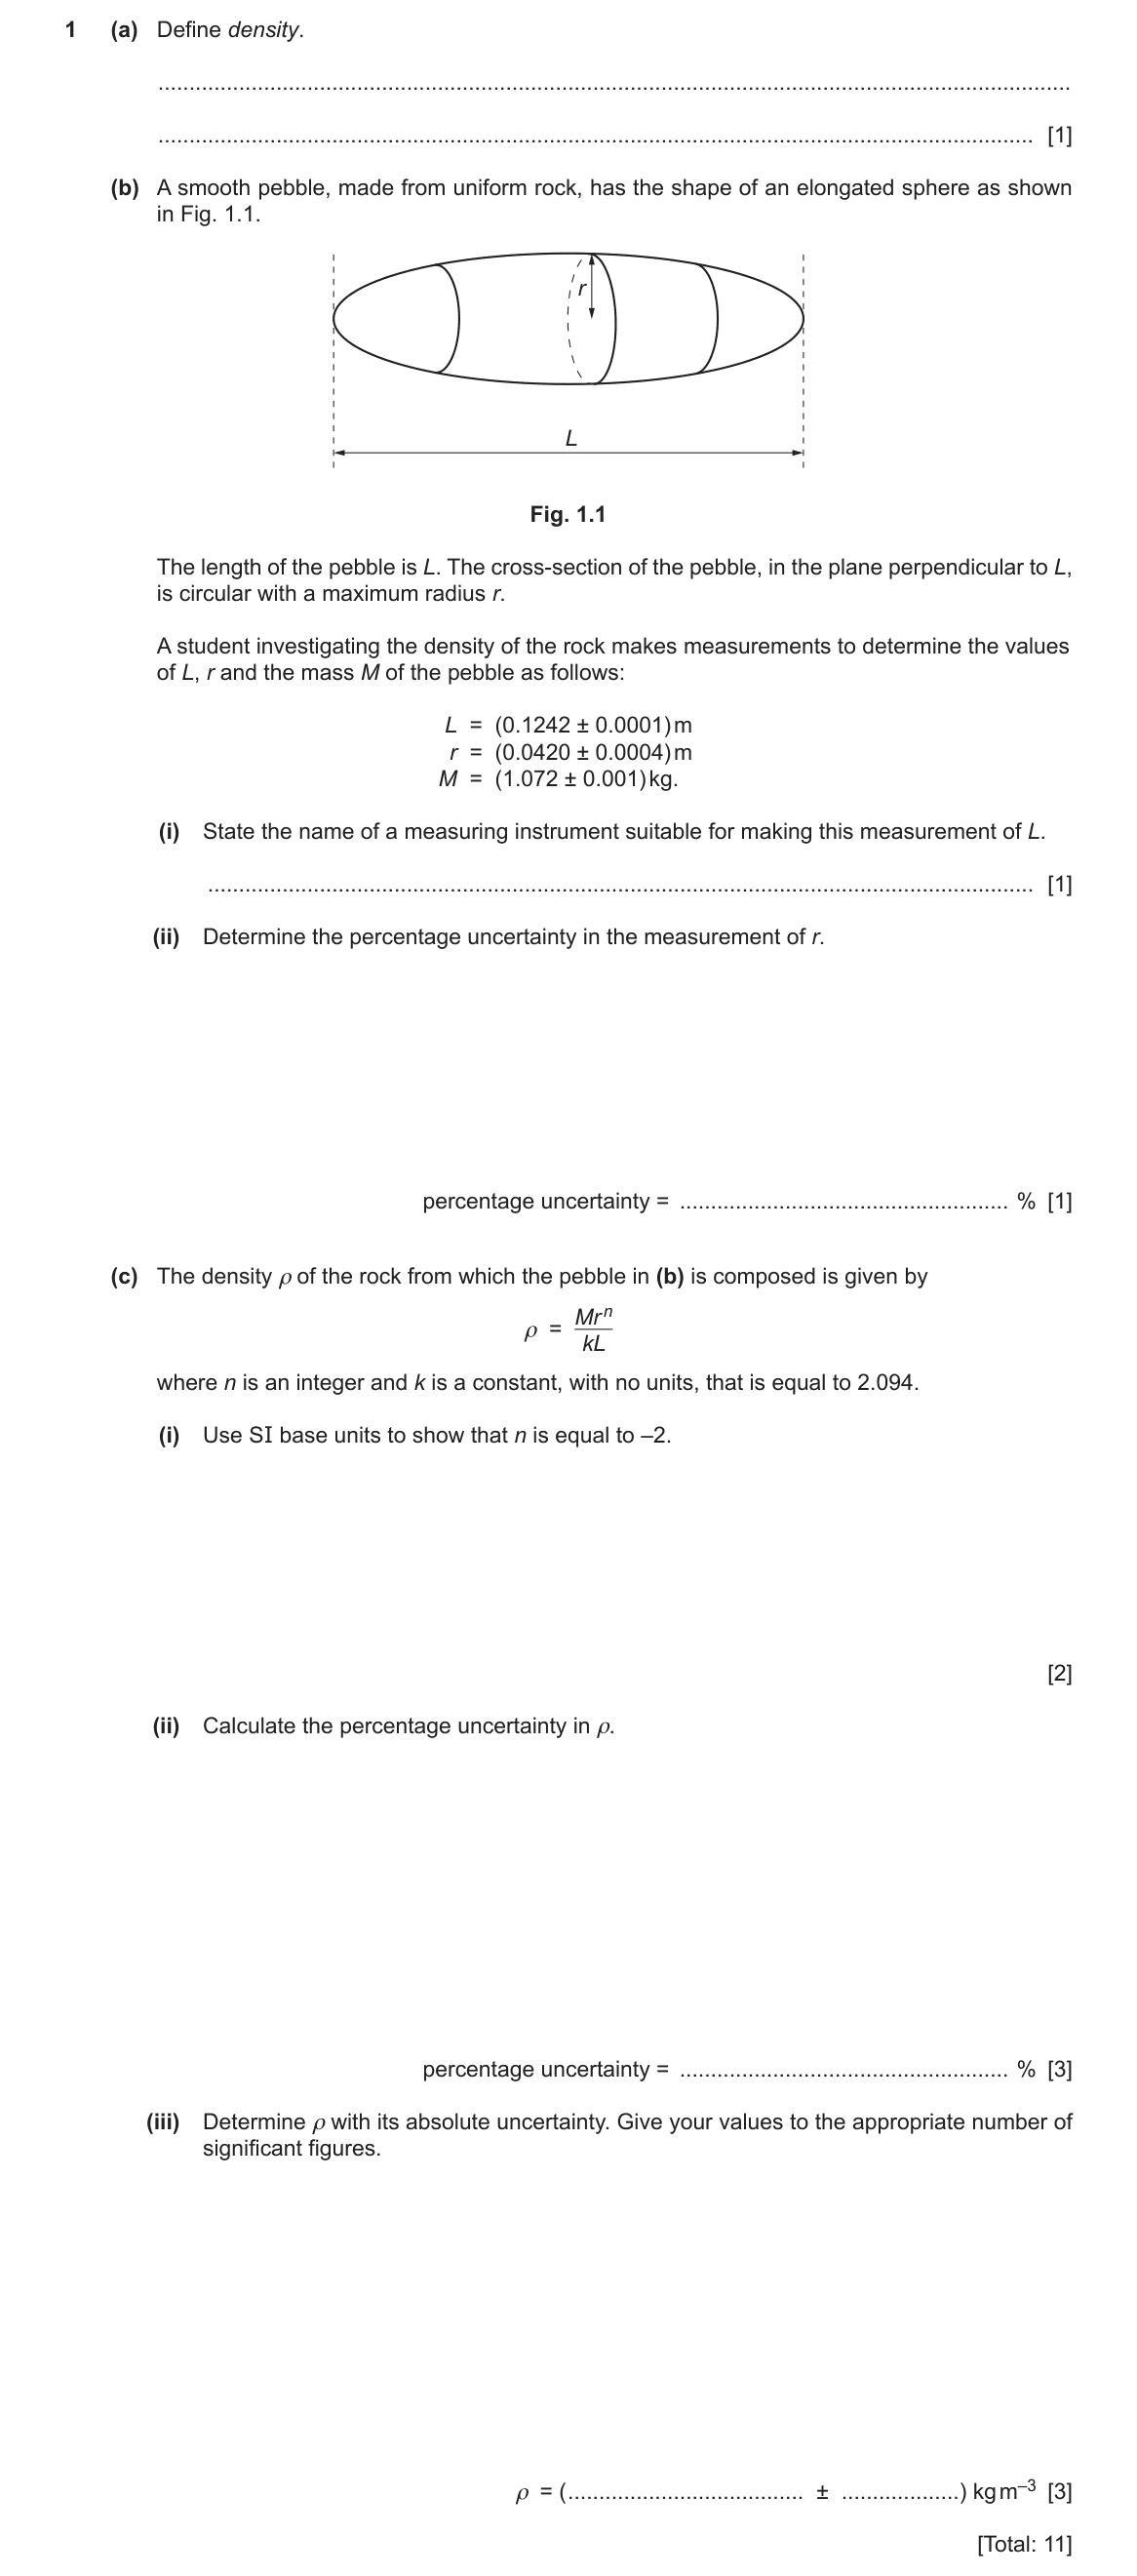 1 (a) Define density.
.................................................................................................................................................
........................................................................................................................................... [1]
(b) A smooth pebble, made from uniform rock, has the shape of an elongated sphere as shown
in Fig. 1.1.
r
L
Fig. 1.1
The length of the pebble is L. The cross-section of the pebble, in the plane perpendicular to L,
is circular with a maximum radius r.
A student investigating the density of the rock makes measurements to determine the values
of L, r and the mass M of the pebble as follows:
L = (0.1242 ± 0.0001) m
r = (0.0420 ± 0.0004) m
M = (1.072 ± 0.001) kg.
(i) State the name of a measuring instrument suitable for making this measurement of L.
................................................................................................................................... [1]
(ii) Determine the percentage uncertainty in the measurement of r.
percentage uncertainty = ..................................................... % [1]
(c) The density ρ of the rock from which the pebble in (b) is composed is given by
ρ = Mrⁿ / kL
where n is an integer and k is a constant, with no units, that is equal to 2.094.
(i) Use SI base units to show that n is equal to –2.
[2]
(ii) Calculate the percentage uncertainty in ρ.
percentage uncertainty = ..................................................... % [3]
(iii) Determine ρ with its absolute uncertainty. Give your values to the appropriate number of
significant figures.
ρ = (...................................... ± ...................) kg m⁻³ [3]
[Total: 11]